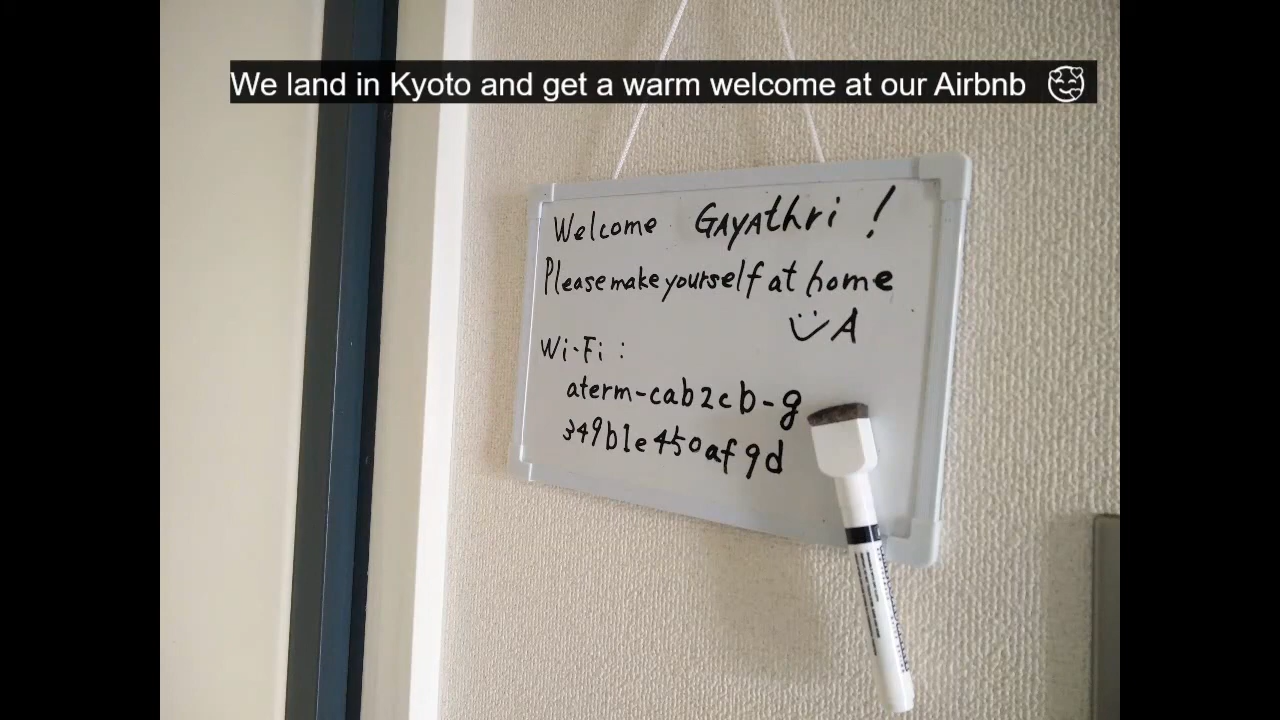 We land in Kyoto and get a warm welcome at our Airbnb 🥰
Welcome GAyAthri !
Please make yourself at home
A
Wi-Fi :
aterm-cab2cb-g
349b1e450af9d